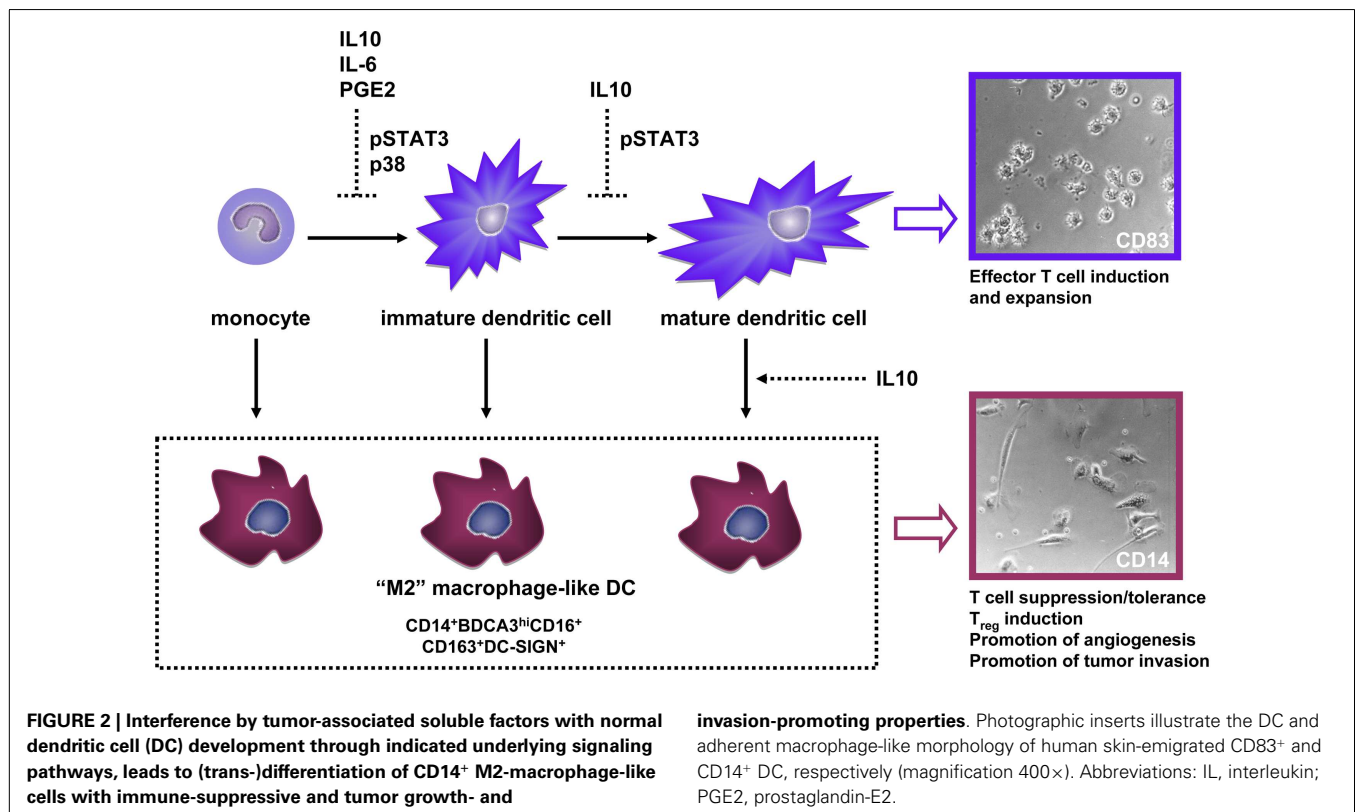 IL10
IL-6
PGE2
pSTAT3
p38
IL10
pSTAT3
CD83
Effector T cell induction
and expansion
monocyte
immature dendritic cell
mature dendritic cell
IL10
CD14
"M2" macrophage-like DC
CD14⁺BDCA3ʰⁱCD16⁺
CD163⁺DC-SIGN⁺
T cell suppression/tolerance
Treg induction
Promotion of angiogenesis
Promotion of tumor invasion
FIGURE 2 | Interference by tumor-associated soluble factors with normal
dendritic cell (DC) development through indicated underlying signaling
pathways, leads to (trans-)differentiation of CD14⁺ M2-macrophage-like
cells with immune-suppressive and tumor growth- and
invasion-promoting properties. Photographic inserts illustrate the DC and
adherent macrophage-like morphology of human skin-emigrated CD83⁺ and
CD14⁺ DC, respectively (magnification 400×). Abbreviations: IL, interleukin;
PGE2, prostaglandin-E2.